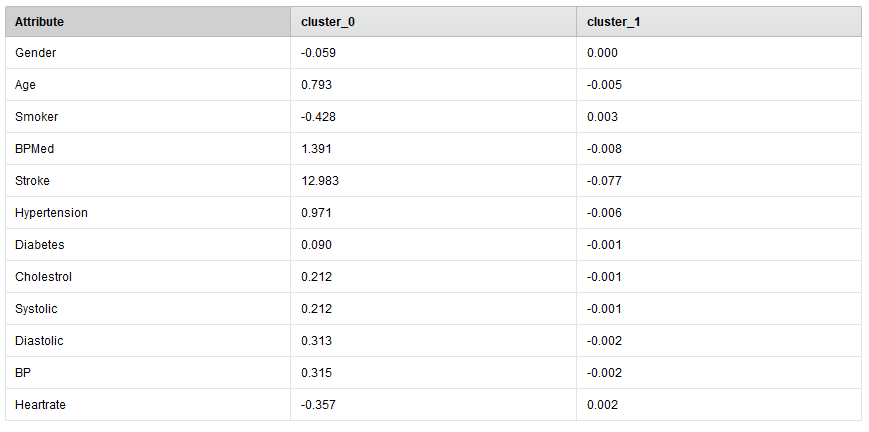 Attribute cluster_0 cluster_1
Gender -0.059 0.000
Age 0.793 -0.005
Smoker -0.428 0.003
BPMed 1.391 -0.008
Stroke 12.983 -0.077
Hypertension 0.971 -0.006
Diabetes 0.090 -0.001
Cholestrol 0.212 -0.001
Systolic 0.212 -0.001
Diastolic 0.313 -0.002
BP 0.315 -0.002
Heartrate -0.357 0.002